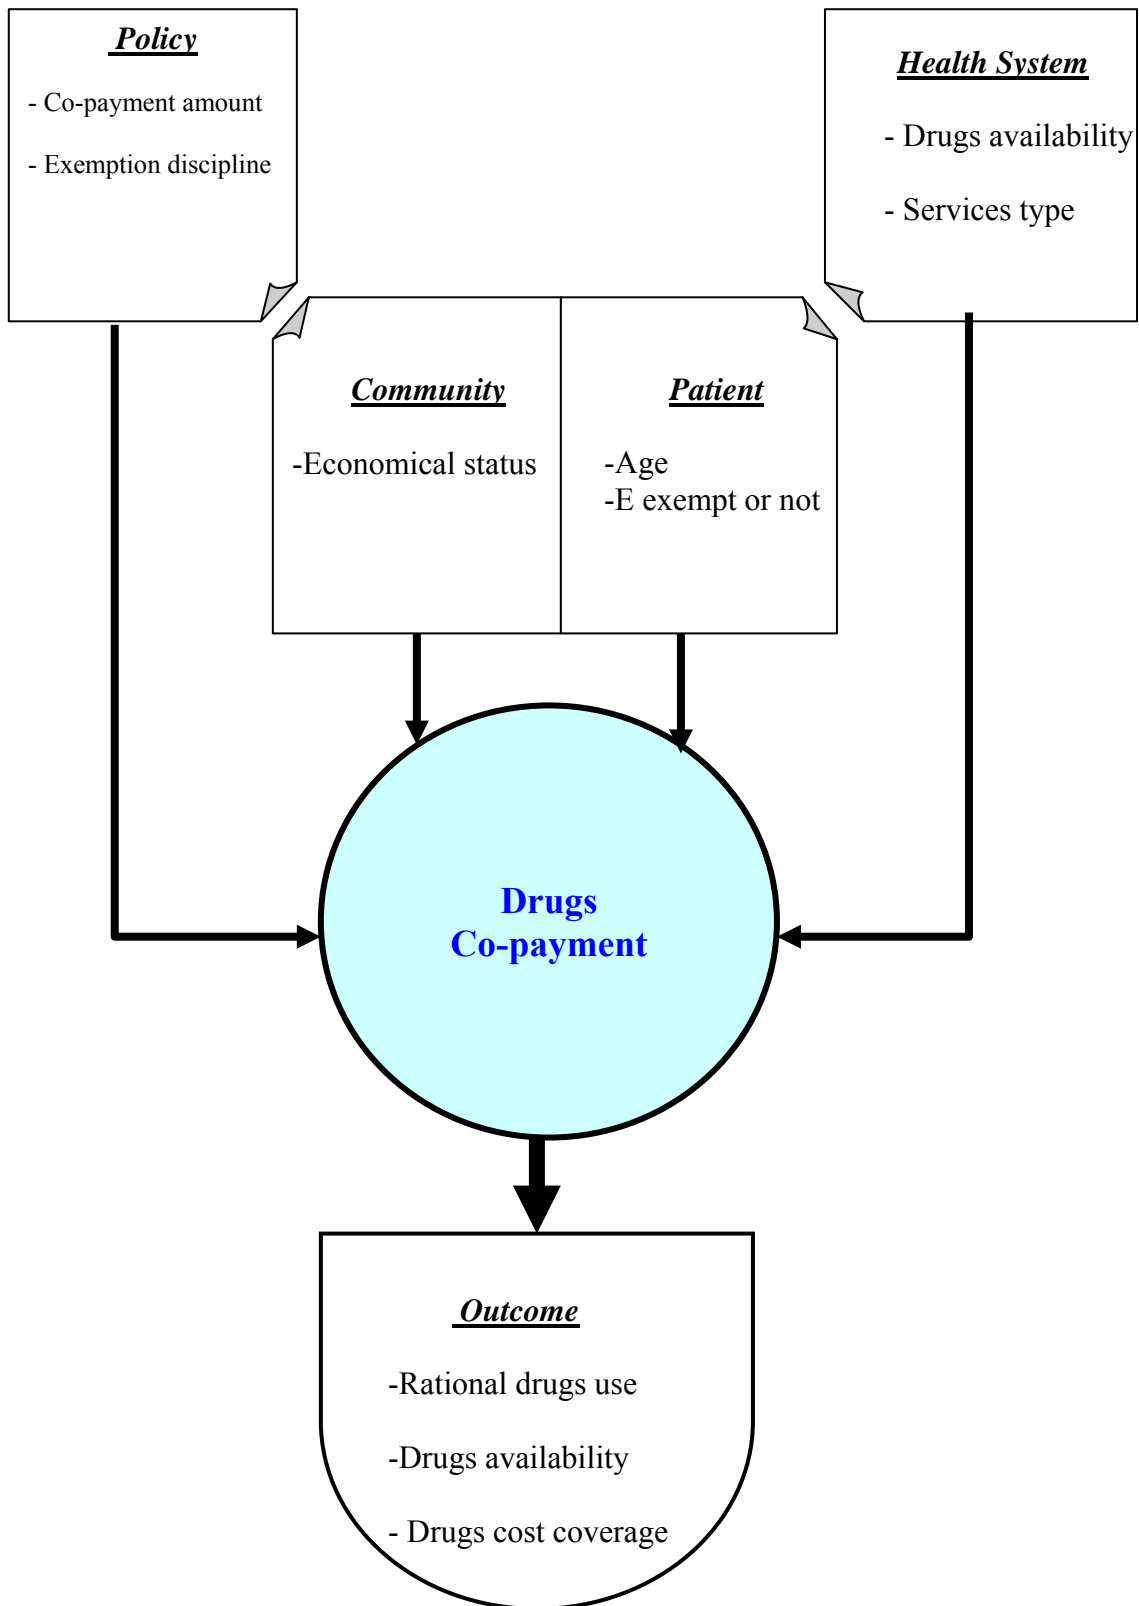 Policy
- Co-payment amount
- Exemption discipline
Health System
- Drugs availability
- Services type
Community
-Economical status
Patient
-Age
-E exempt or not
Drugs
Co-payment
Outcome
-Rational drugs use
-Drugs availability
- Drugs cost coverage